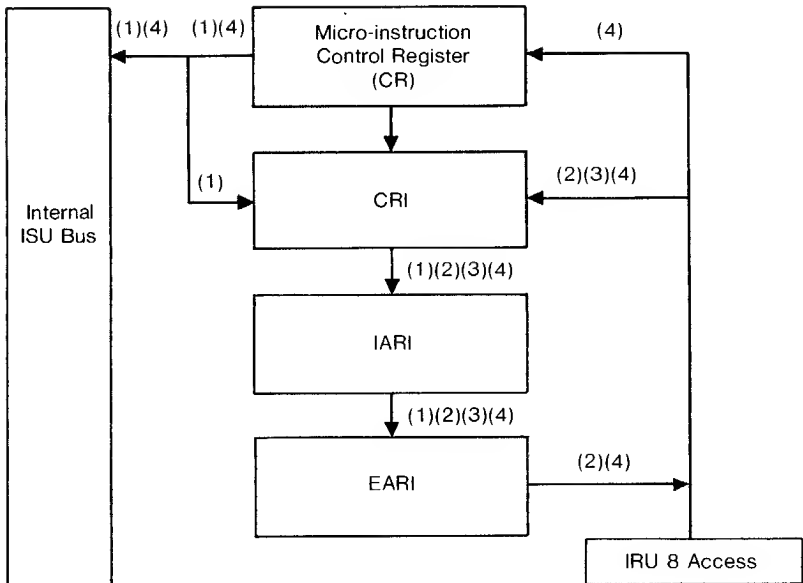 (1)(4)
(1)(4)
Micro-instruction
Control Register
(CR)
(4)
(1)
CRI
(2)(3)(4)
Internal
ISU Bus
(1)(2)(3)(4)
IARI
(1)(2)(3)(4)
EARI
(2)(4)
IRU 8 Access